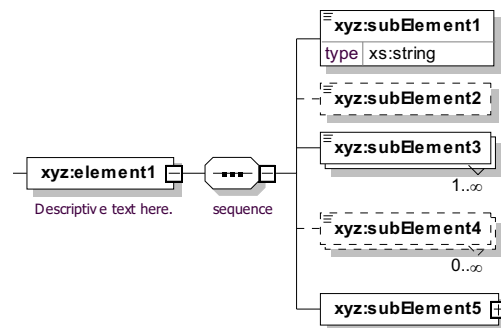 xyz:subElement1
type xs:string
xyz:subElement2
xyz:subElement3
1..∞
xyz:element1
Descriptive text here.
sequence
xyz:subElement4
0..∞
xyz:subElement5